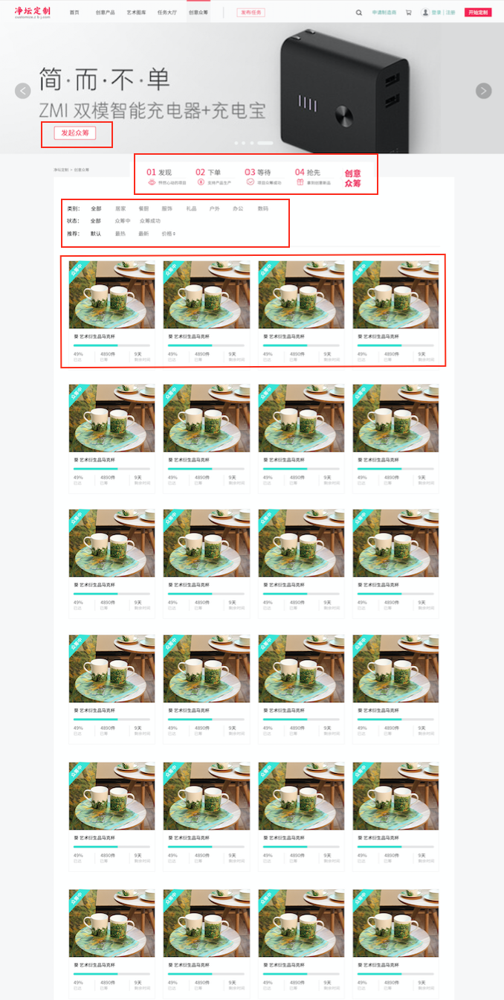 净坛定制
首页 创意产品 艺术图库 任务大厅 创意众筹 发布任务 申请制造商 登录 | 注册 开始定制
简·而·不·单
ZMI 双模智能充电器+充电宝
发起众筹
净坛定制 > 创意众筹
01 发现 02 下单 03 等待 04 抢先 创意
怦然心动的项目 支持产品生产 项目众筹成功 拿到创意新品 众筹
类别: 全部 居家 餐厨 服饰 礼品 户外 办公 数码
状态: 全部 众筹中 众筹成功
推荐: 默认 最热 最新 价格
众筹中 众筹中 众筹中 众筹中
葵 艺术衍生品马克杯 葵 艺术衍生品马克杯 葵 艺术衍生品马克杯 葵 艺术衍生品马克杯
49% 4890件 9天 49% 4890件 9天 49% 4890件 9天 49% 4890件 9天
已达 已筹 剩余时间 已达 已筹 剩余时间 已达 已筹 剩余时间 已达 已筹 剩余时间
众筹中 众筹中 众筹中 众筹中
葵 艺术衍生品马克杯 葵 艺术衍生品马克杯 葵 艺术衍生品马克杯 葵 艺术衍生品马克杯
49% 4890件 9天 49% 4890件 9天 49% 4890件 9天 49% 4890件 9天
已达 已筹 剩余时间 已达 已筹 剩余时间 已达 已筹 剩余时间 已达 已筹 剩余时间
众筹中 众筹中 众筹中 众筹中
葵 艺术衍生品马克杯 葵 艺术衍生品马克杯 葵 艺术衍生品马克杯 葵 艺术衍生品马克杯
49% 4890件 9天 49% 4890件 9天 49% 4890件 9天 49% 4890件 9天
已达 已筹 剩余时间 已达 已筹 剩余时间 已达 已筹 剩余时间 已达 已筹 剩余时间
众筹中 众筹中 众筹中 众筹中
葵 艺术衍生品马克杯 葵 艺术衍生品马克杯 葵 艺术衍生品马克杯 葵 艺术衍生品马克杯
49% 4890件 9天 49% 4890件 9天 49% 4890件 9天 49% 4890件 9天
已达 已筹 剩余时间 已达 已筹 剩余时间 已达 已筹 剩余时间 已达 已筹 剩余时间
众筹中 众筹中 众筹中 众筹中
葵 艺术衍生品马克杯 葵 艺术衍生品马克杯 葵 艺术衍生品马克杯 葵 艺术衍生品马克杯
49% 4890件 9天 49% 4890件 9天 49% 4890件 9天 49% 4890件 9天
已达 已筹 剩余时间 已达 已筹 剩余时间 已达 已筹 剩余时间 已达 已筹 剩余时间
众筹中 众筹中 众筹中 众筹中
葵 艺术衍生品马克杯 葵 艺术衍生品马克杯 葵 艺术衍生品马克杯 葵 艺术衍生品马克杯
49% 4890件 9天 49% 4890件 9天 49% 4890件 9天 49% 4890件 9天
已达 已筹 剩余时间 已达 已筹 剩余时间 已达 已筹 剩余时间 已达 已筹 剩余时间